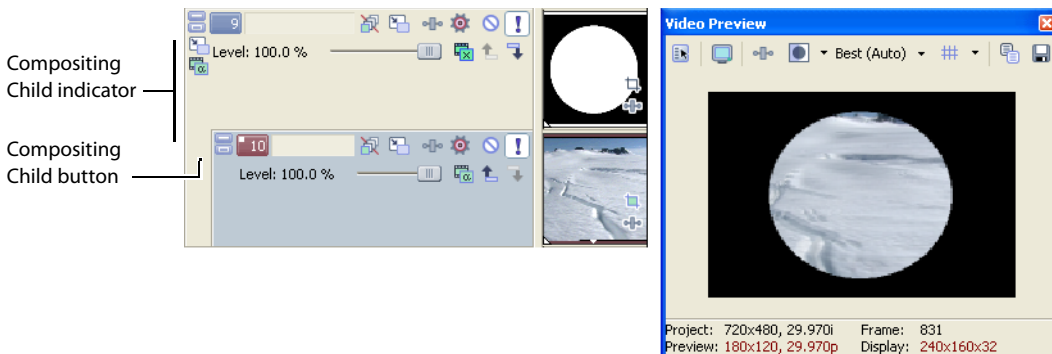 Compositing
Child indicator
Compositing
Child button
9
Level: 100.0 %
10
Level: 100.0 %
Video Preview
Best (Auto)
Project: 720x480, 29.970i Frame: 831
Preview: 180x120, 29.970p Display: 240x160x32